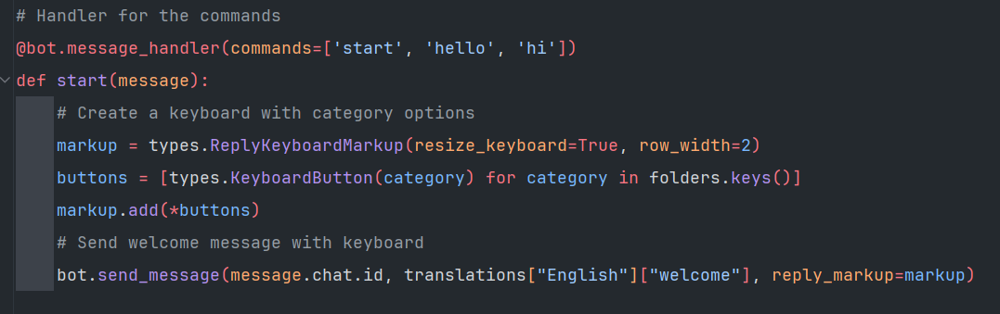 # Handler for the commands
@bot.message_handler(commands=['start', 'hello', 'hi'])
def start(message):
    # Create a keyboard with category options
    markup = types.ReplyKeyboardMarkup(resize_keyboard=True, row_width=2)
    buttons = [types.KeyboardButton(category) for category in folders.keys()]
    markup.add(*buttons)
    # Send welcome message with keyboard
    bot.send_message(message.chat.id, translations["English"]["welcome"], reply_markup=markup)